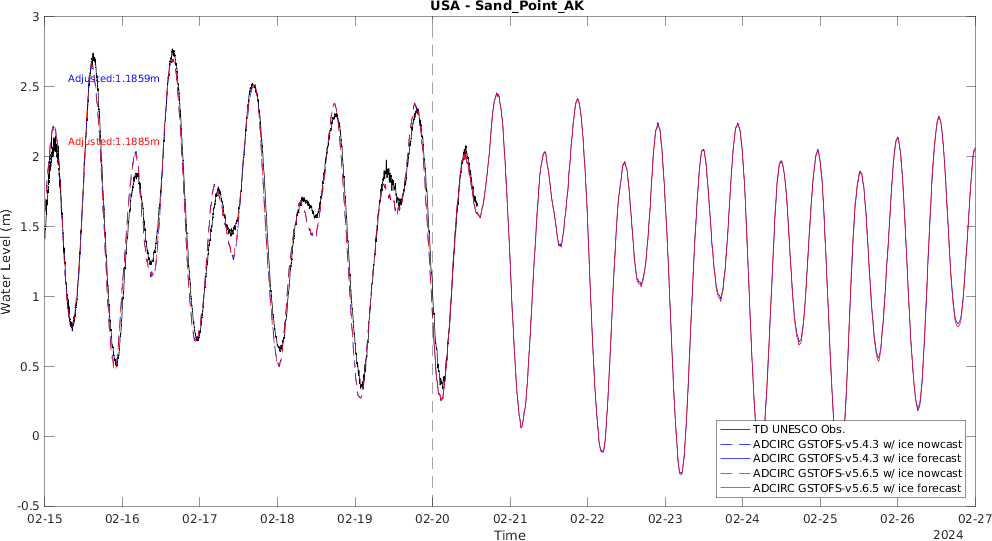 USA - Sand_Point_AK
Water Level (m)
3
2.5
2
1.5
1
0.5
0
-0.5
Adjusted:1.1859m
Adjusted:1.1885m
TD UNESCO Obs.
ADCIRC GSTOFS-v5.4.3 w/ ice nowcast
ADCIRC GSTOFS-v5.4.3 w/ ice forecast
ADCIRC GSTOFS-v5.6.5 w/ ice nowcast
ADCIRC GSTOFS-v5.6.5 w/ ice forecast
02-15 02-16 02-17 02-18 02-19 02-20 02-21 02-22 02-23 02-24 02-25 02-26 02-27
Time
2024